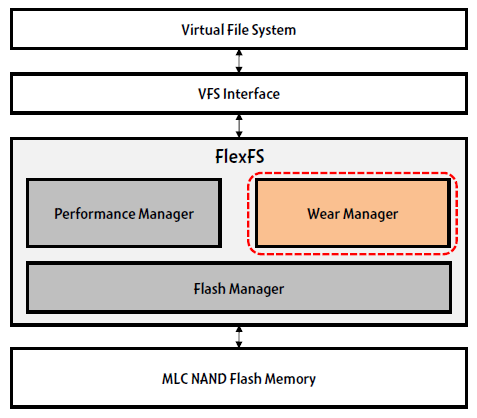 Virtual File System
VFS Interface
FlexFS
Performance Manager
Wear Manager
Flash Manager
MLC NAND Flash Memory